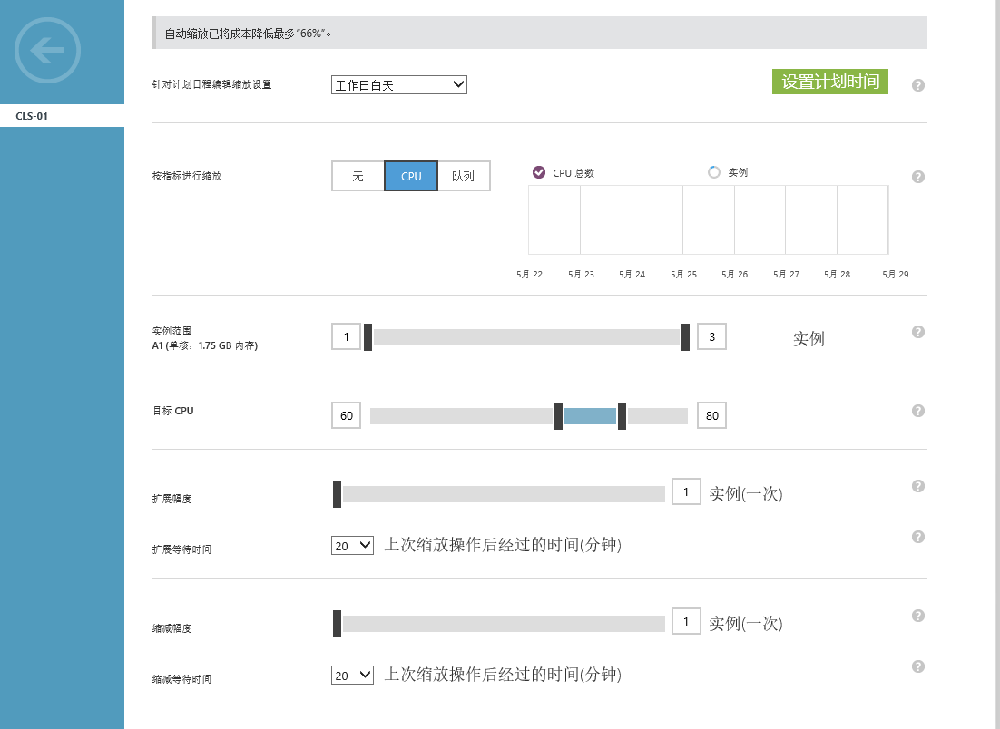 自动缩放已将成本降低最多“66%”。
针对计划日程编辑缩放设置
工作日白天
设置计划时间
?
CLS-01
按指标进行缩放
无
CPU
队列
CPU 总数
实例
?
5月 22
5月 23
5月 24
5月 25
5月 26
5月 27
5月 28
5月 29
实例范围
A1 (单核，1.75 GB 内存)
1
3
实例
?
目标 CPU
60
80
?
扩展幅度
1
实例(一次)
?
扩展等待时间
20
上次缩放操作后经过的时间(分钟)
?
缩减幅度
1
实例(一次)
?
缩减等待时间
20
上次缩放操作后经过的时间(分钟)
?